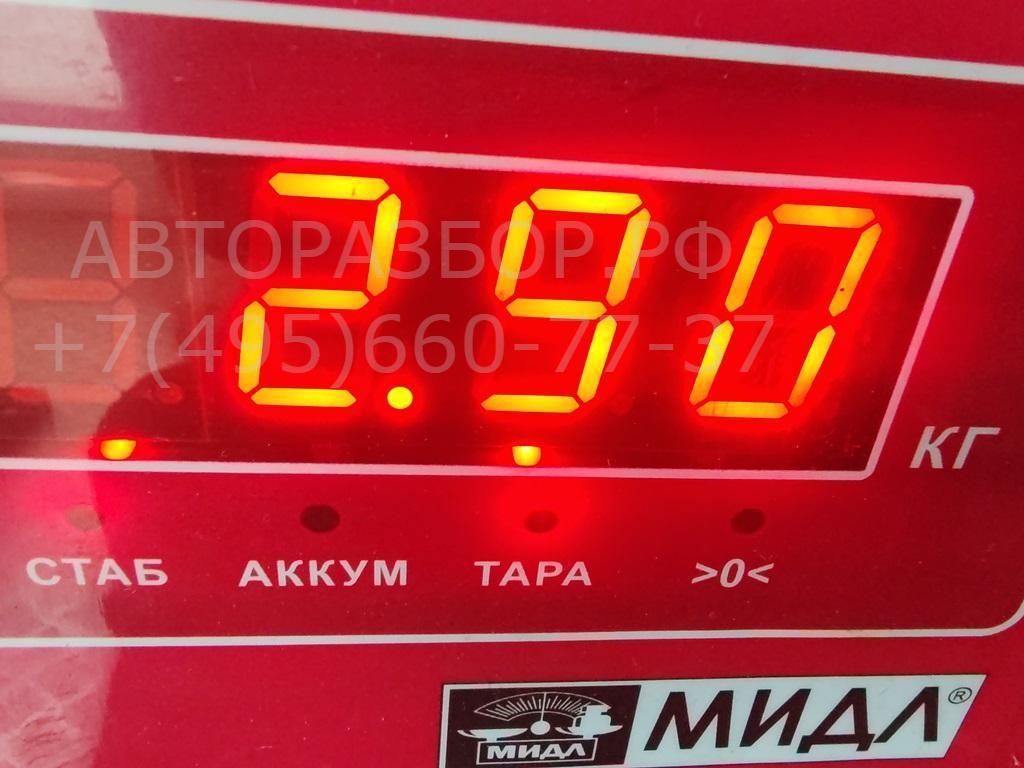 АВТОРАЗБОР.РФ
2.90
+7(495)660-77-37
КГ
СТАБ АККУМ ТАРА >0<
МИДЛ МИДЛ®